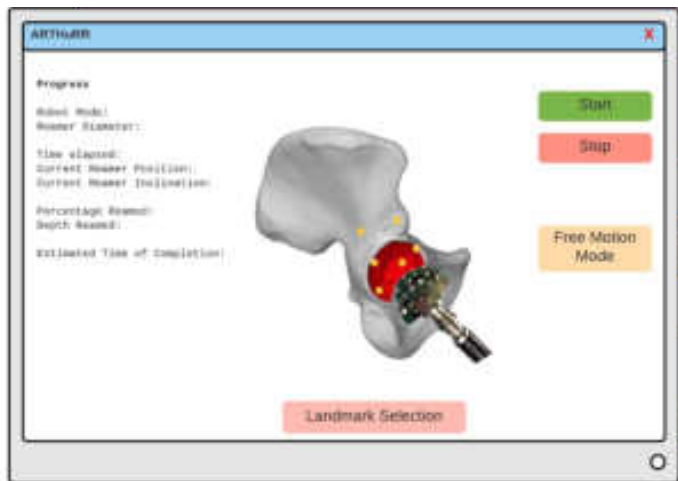 ARTHuRR
X
Progress
Robot Mode:
Reamer Diameter:
Time elapsed:
Current Reamer Position:
Current Reamer Inclination:
Percentage Reamed:
Depth Reamed:
Estimated Time of Completion:
Start
Stop
Free Motion
Mode
Landmark Selection